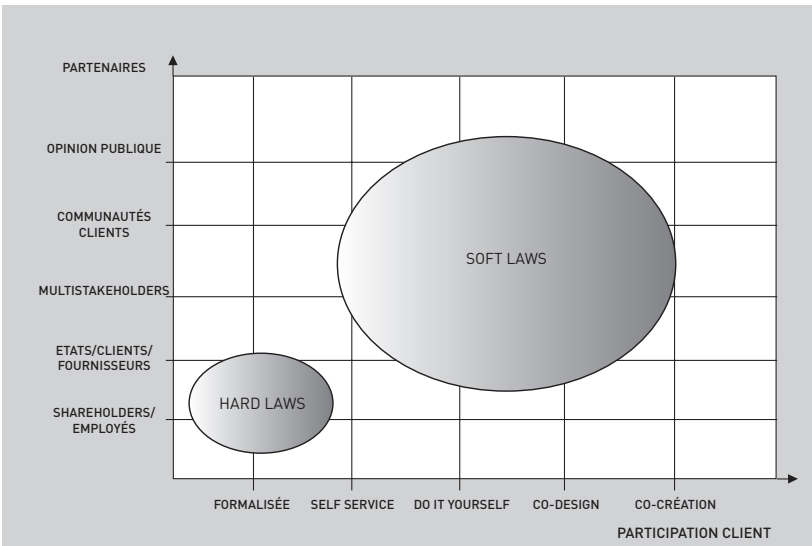 PARTENAIRES
OPINION PUBLIQUE
COMMUNAUTÉS
CLIENTS
MULTISTAKEHOLDERS
ETATS/CLIENTS/
FOURNISSEURS
SHAREHOLDERS/
EMPLOYÉS
SOFT LAWS
HARD LAWS
FORMALISÉE
SELF SERVICE
DO IT YOURSELF
CO-DESIGN
CO-CRÉATION
PARTICIPATION CLIENT